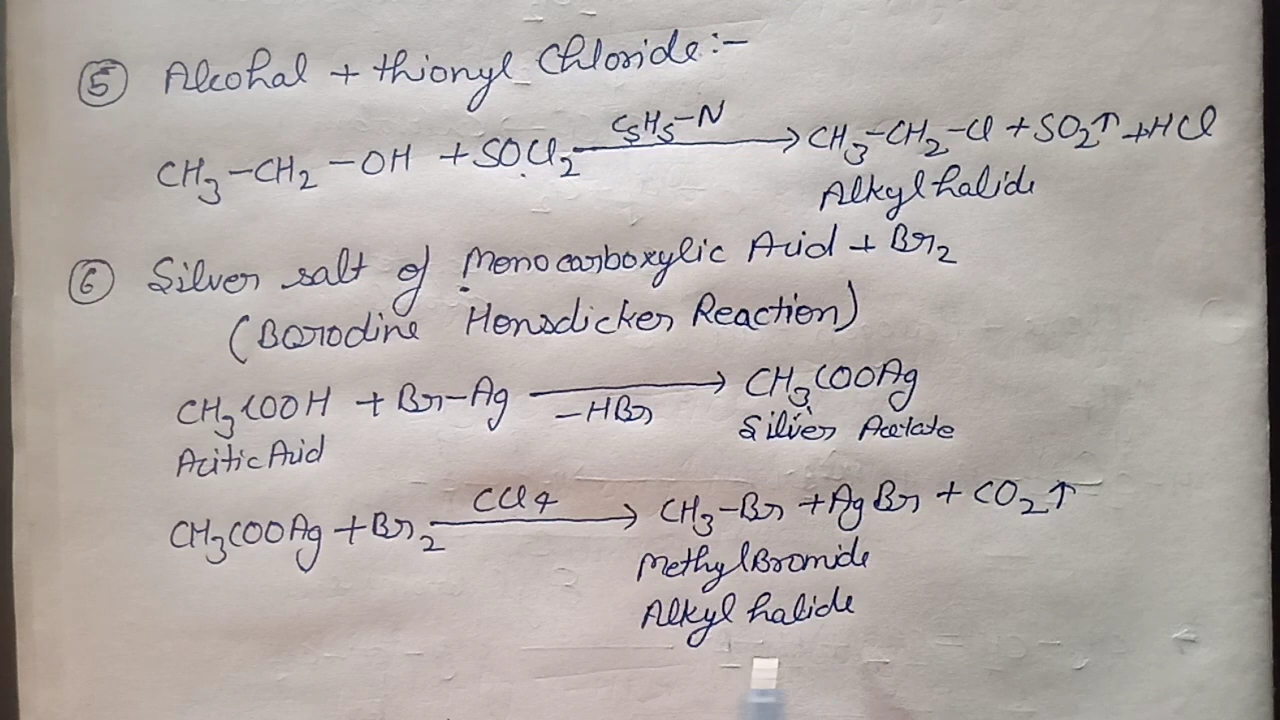 ⑤ Alcohal + thionyl Chloride :-
CH₃-CH₂-OH + SOCl₂ C₅H₅-N → CH₃-CH₂-Cl + SO₂↑ + HCl
Alkyl halide
⑥ Silver salt of Monocarboxylic Acid + Br₂
(Borodine Hensdicker Reaction)
CH₃COOH + Br-Ag -HBr → CH₃COOAg
Acitic Acid Silver Acetate
CH₃COOAg + Br₂ CCl4 → CH₃-Br + AgBr + CO₂↑
Methyl Bromide
Alkyl halide